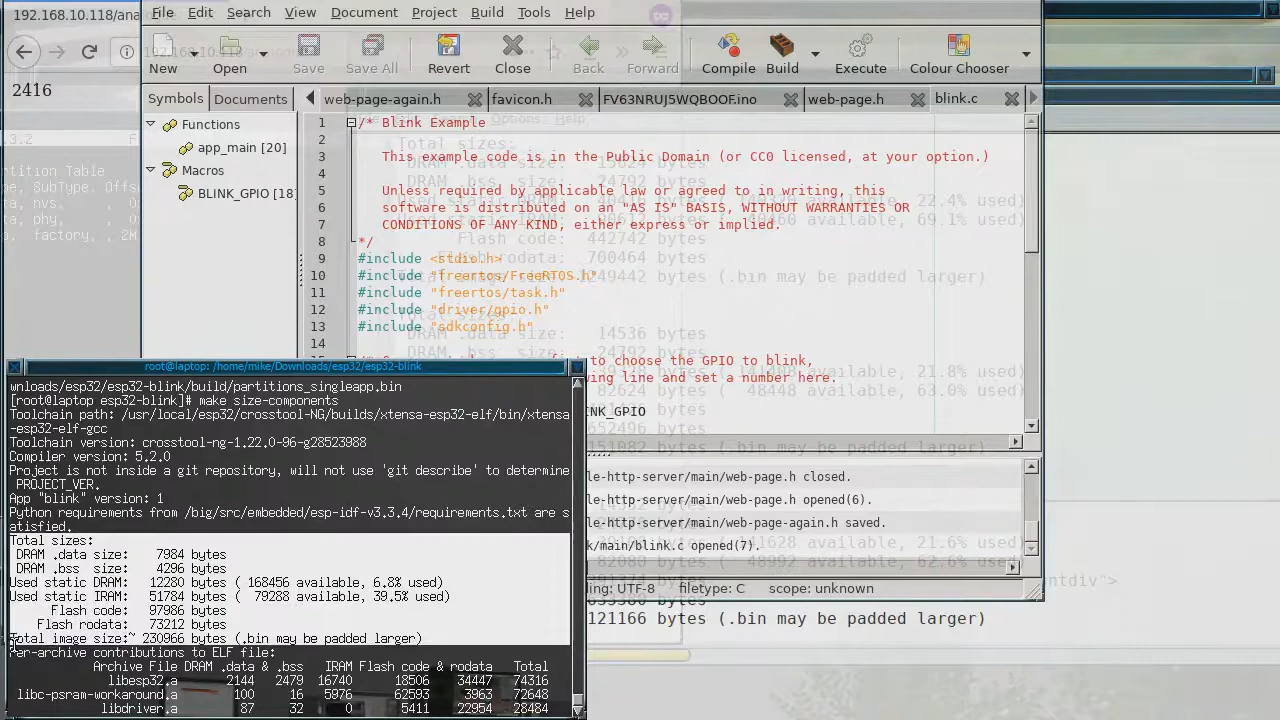 192.168.10.118/ana
2416
File Edit Search View Document Project Build Tools Help
New Open Save Save All Revert Close Back Forward Compile Build Execute Colour Chooser
Symbols Documents
web-page-again.h favicon.h FV63NRUJ5WQBOOF.ino web-page.h blink.c
Functions
app_main [20]
Macros
BLINK_GPIO [18]
1 /* Blink Example
2
3 This example code is in the Public Domain (or CC0 licensed, at your option.)
4
5 Unless required by applicable law or agreed to in writing, this
6 software is distributed on an "AS IS" BASIS, WITHOUT WARRANTIES OR
7 CONDITIONS OF ANY KIND, either express or implied.
8 */
9 #include <stdio.h>
10 #include "freertos/FreeRTOS.h"
11 #include "freertos/task.h"
12 #include "driver/gpio.h"
13 #include "sdkconfig.h"
14
to choose the GPIO to blink,
wing line and set a number here.
INK_GPIO
le-http-server/main/web-page.h closed.
le-http-server/main/web-page.h opened(6).
le-http-server/main/web-page-again.h saved.
k/main/blink.c opened(7).
ing: UTF-8 filetype: C scope: unknown
121166 bytes (.bin may be padded larger)
root@laptop: /home/mike/Downloads/esp32/esp32-blink
wnloads/esp32/esp32-blink/build/partitions_singleapp.bin
[root@laptop esp32-blink]# make size-components
Toolchain path: /usr/local/esp32/crosstool-NG/builds/xtensa-esp32-elf/bin/xtensa
-esp32-elf-gcc
Toolchain version: crosstool-ng-1.22.0-96-g28523988
Compiler version: 5.2.0
Project is not inside a git repository, will not use 'git describe' to determine
PROJECT_VER.
App "blink" version: 1
Python requirements from /big/src/embedded/esp-idf-v3.3.4/requirements.txt are s
atisfied.
Total sizes:
DRAM .data size: 7984 bytes
DRAM .bss size: 4296 bytes
Used static DRAM: 12280 bytes ( 168456 available, 6.8% used)
Used static IRAM: 51784 bytes ( 79288 available, 39.5% used)
Flash code: 97986 bytes
Flash rodata: 73212 bytes
Total image size:~ 230966 bytes (.bin may be padded larger)
Per-archive contributions to ELF file:
Archive File DRAM .data & .bss IRAM Flash code & rodata Total
libesp32.a 2144 2479 16740 18506 34447 74316
libc-psram-workaround.a 100 16 5976 62593 3963 72648
libdriver.a 87 32 0 5411 22954 28484